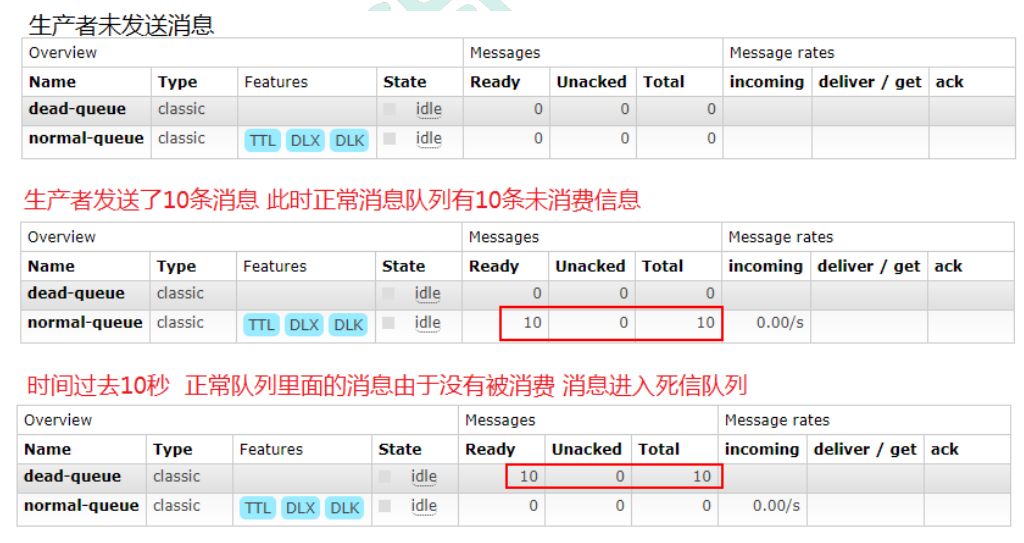 生产者未发送消息
Overview Messages Message rates
Name Type Features State Ready Unacked Total incoming deliver / get ack
dead-queue classic idle 0 0 0
normal-queue classic TTL DLX DLK idle 0 0 0
生产者发送了10条消息 此时正常消息队列有10条未消费信息
Overview Messages Message rates
Name Type Features State Ready Unacked Total incoming deliver / get ack
dead-queue classic idle 0 0 0
normal-queue classic TTL DLX DLK idle 10 0 10 0.00/s
时间过去10秒 正常队列里面的消息由于没有被消费 消息进入死信队列
Overview Messages Message rates
Name Type Features State Ready Unacked Total incoming deliver / get ack
dead-queue classic idle 10 0 10
normal-queue classic TTL DLX DLK idle 0 0 0 0.00/s